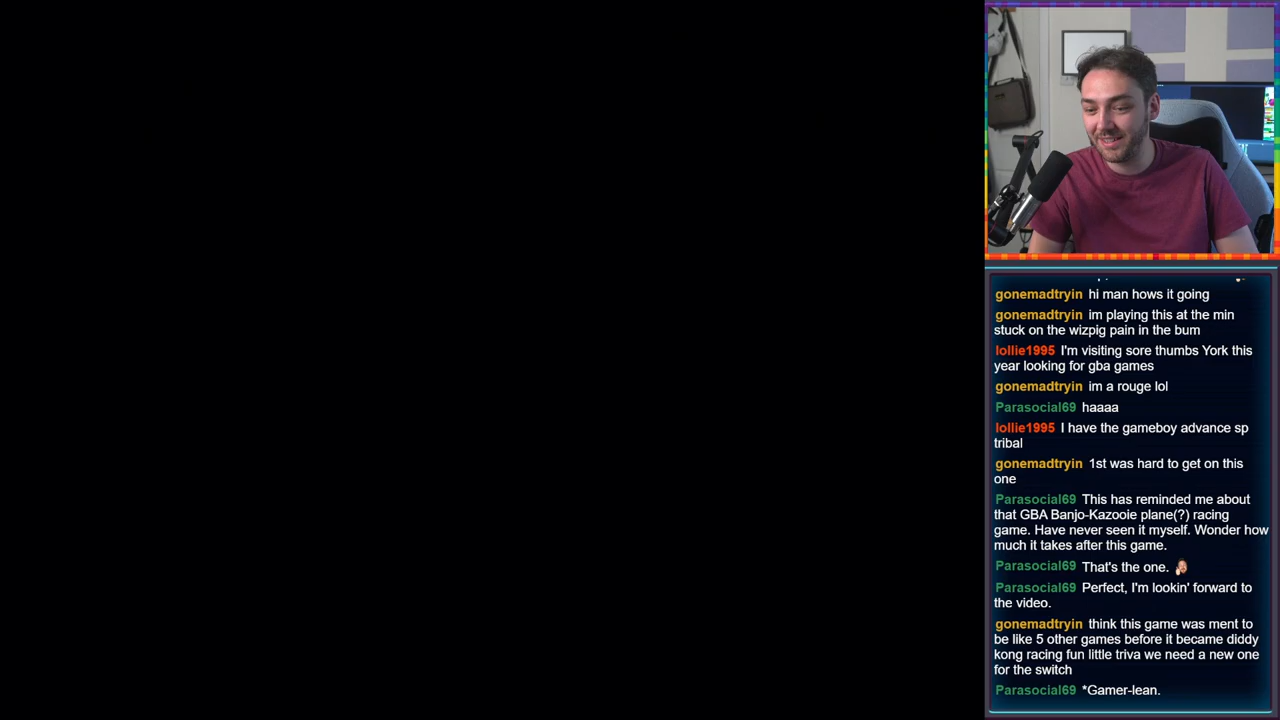 gonemadtryin hi man hows it going
gonemadtryin im playing this at the min
stuck on the wizpig pain in the bum
lollie1995 I'm visiting sore thumbs York this
year looking for gba games
gonemadtryin im a rouge lol
Parasocial69 haaaa
lollie1995 I have the gameboy advance sp
tribal
gonemadtryin 1st was hard to get on this
one
Parasocial69 This has reminded me about
that GBA Banjo-Kazooie plane(?) racing
game. Have never seen it myself. Wonder how
much it takes after this game.
Parasocial69 That's the one.
Parasocial69 Perfect, I'm lookin' forward to
the video.
gonemadtryin think this game was ment to
be like 5 other games before it became diddy
kong racing fun little triva we need a new one
for the switch
Parasocial69 *Gamer-lean.